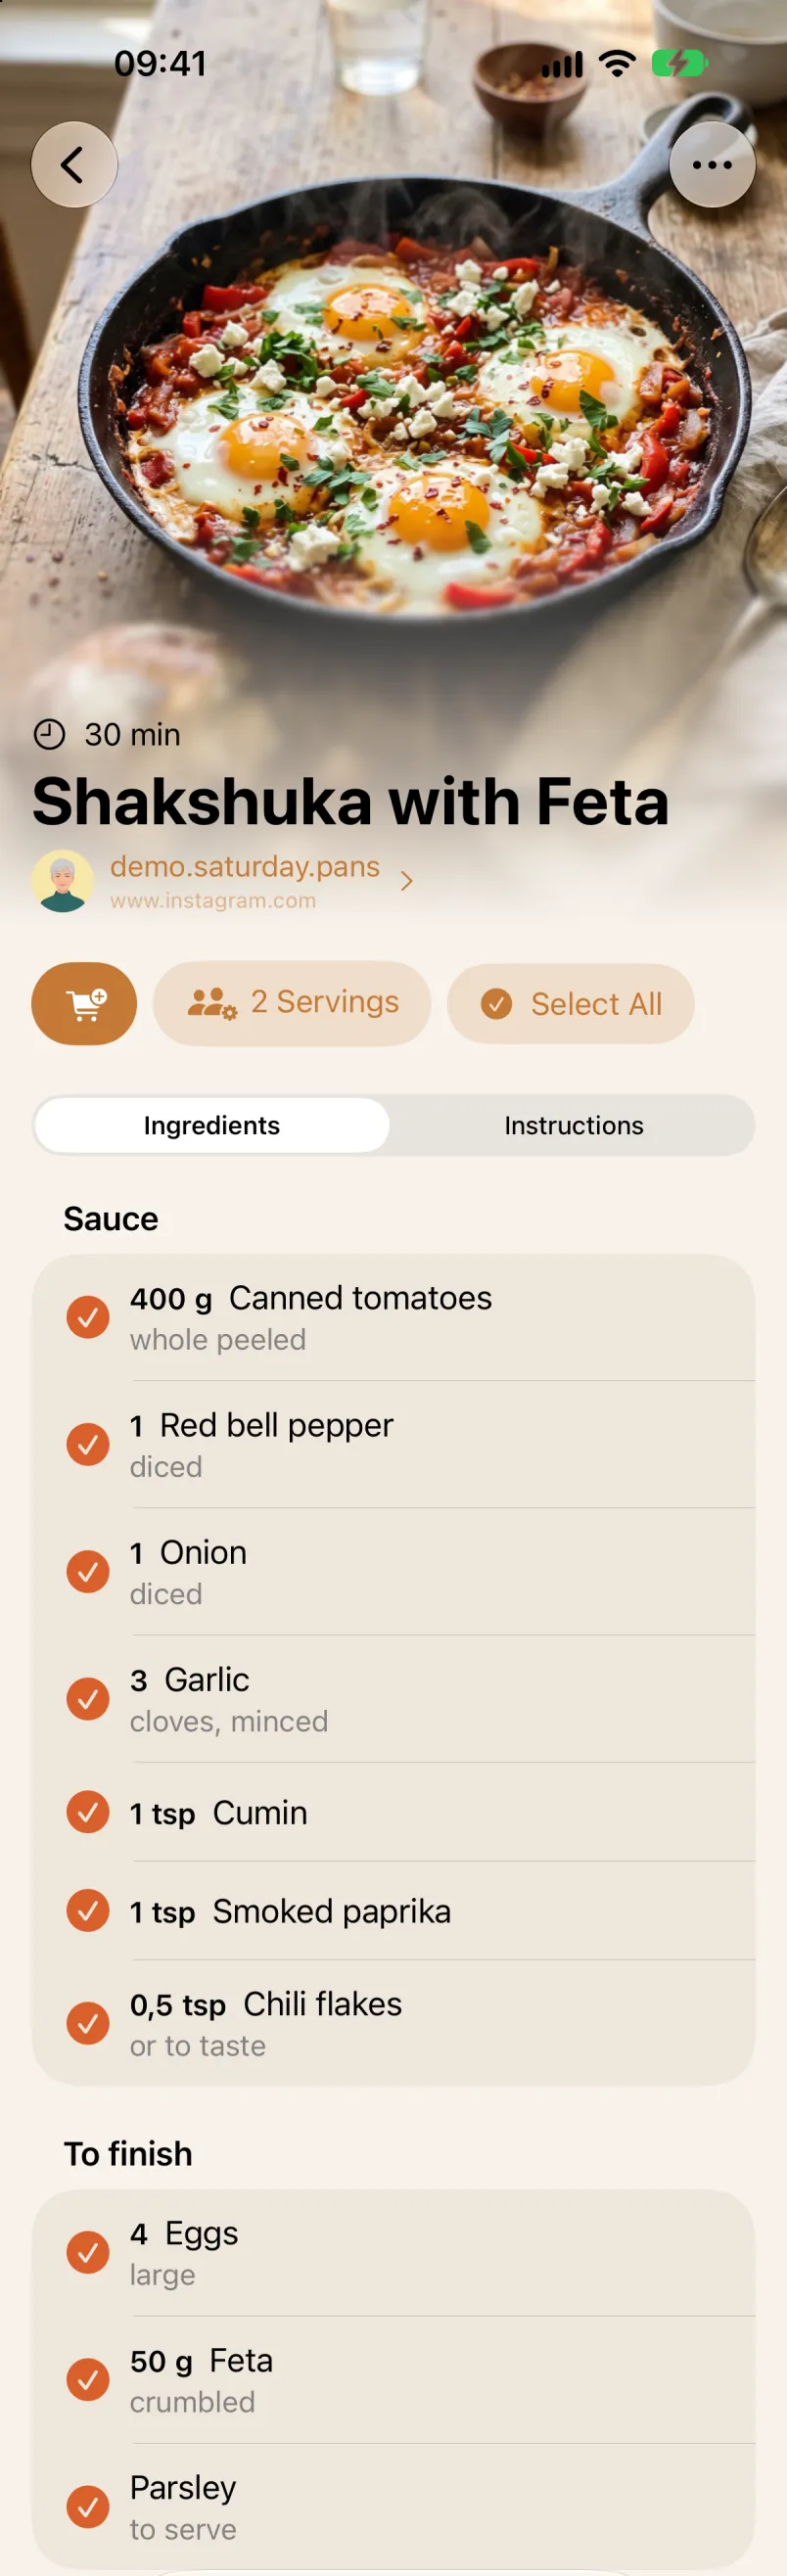 09:41
30 min
Shakshuka with Feta
demo.saturday.pans
www.instagram.com
2 Servings
Select All
Ingredients
Instructions
Sauce
400 g Canned tomatoes
whole peeled
1 Red bell pepper
diced
1 Onion
diced
3 Garlic
cloves, minced
1 tsp Cumin
1 tsp Smoked paprika
0,5 tsp Chili flakes
or to taste
To finish
4 Eggs
large
50 g Feta
crumbled
Parsley
to serve